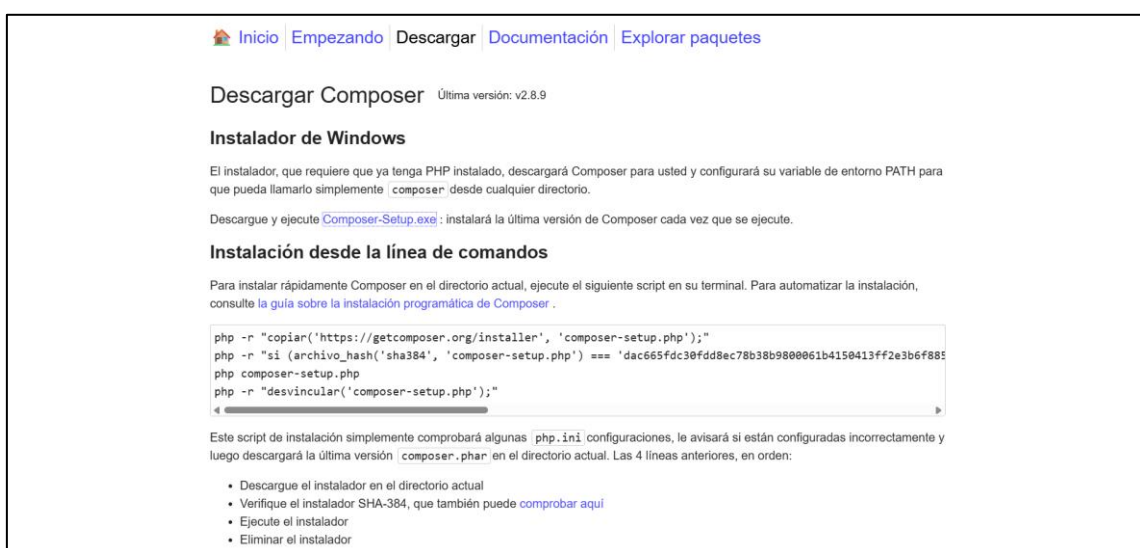 Inicio Empezando Descargar Documentación Explorar paquetes
Descargar Composer Última versión: v2.8.9
Instalador de Windows
El instalador, que requiere que ya tenga PHP instalado, descargará Composer para usted y configurará su variable de entorno PATH para
que pueda llamarlo simplemente composer desde cualquier directorio.
Descargue y ejecute Composer-Setup.exe : instalará la última versión de Composer cada vez que se ejecute.
Instalación desde la línea de comandos
Para instalar rápidamente Composer en el directorio actual, ejecute el siguiente script en su terminal. Para automatizar la instalación,
consulte la guía sobre la instalación programática de Composer .
php -r "copiar('https://getcomposer.org/installer', 'composer-setup.php');"
php -r "si (archivo_hash('sha384', 'composer-setup.php') === 'dac665fdc30fdd8ec78b38b9800061b4150413ff2e3b6f885
php composer-setup.php
php -r "desvincular('composer-setup.php');"
Este script de instalación simplemente comprobará algunas php.ini configuraciones, le avisará si están configuradas incorrectamente y
luego descargará la última versión composer.phar en el directorio actual. Las 4 líneas anteriores, en orden:
• Descargue el instalador en el directorio actual
• Verifique el instalador SHA-384, que también puede comprobar aquí
• Ejecute el instalador
• Eliminar el instalador